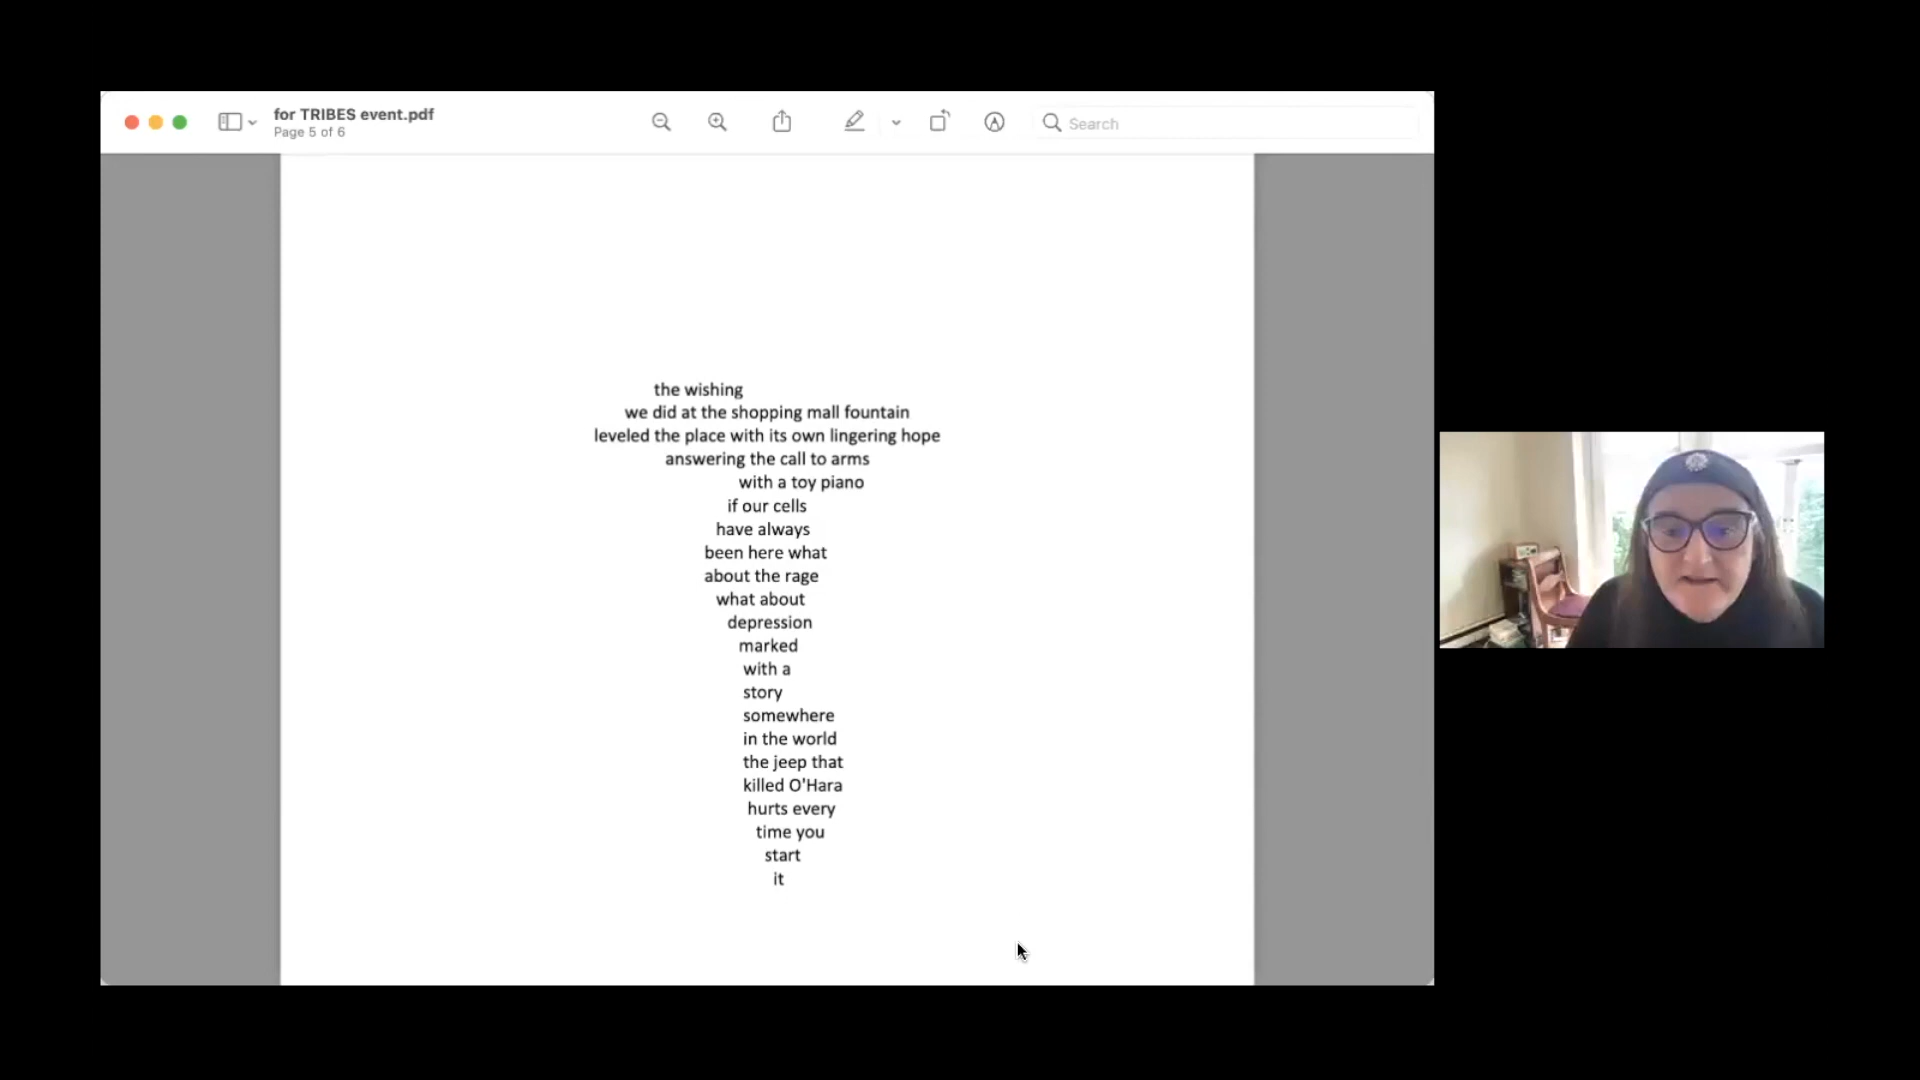 for TRIBES event.pdf
Page 5 of 6
Search
the wishing
we did at the shopping mall fountain
leveled the place with its own lingering hope
answering the call to arms
with a toy piano
if our cells
have always
been here what
about the rage
what about
depression
marked
with a
story
somewhere
in the world
the jeep that
killed O'Hara
hurts every
time you
start
it